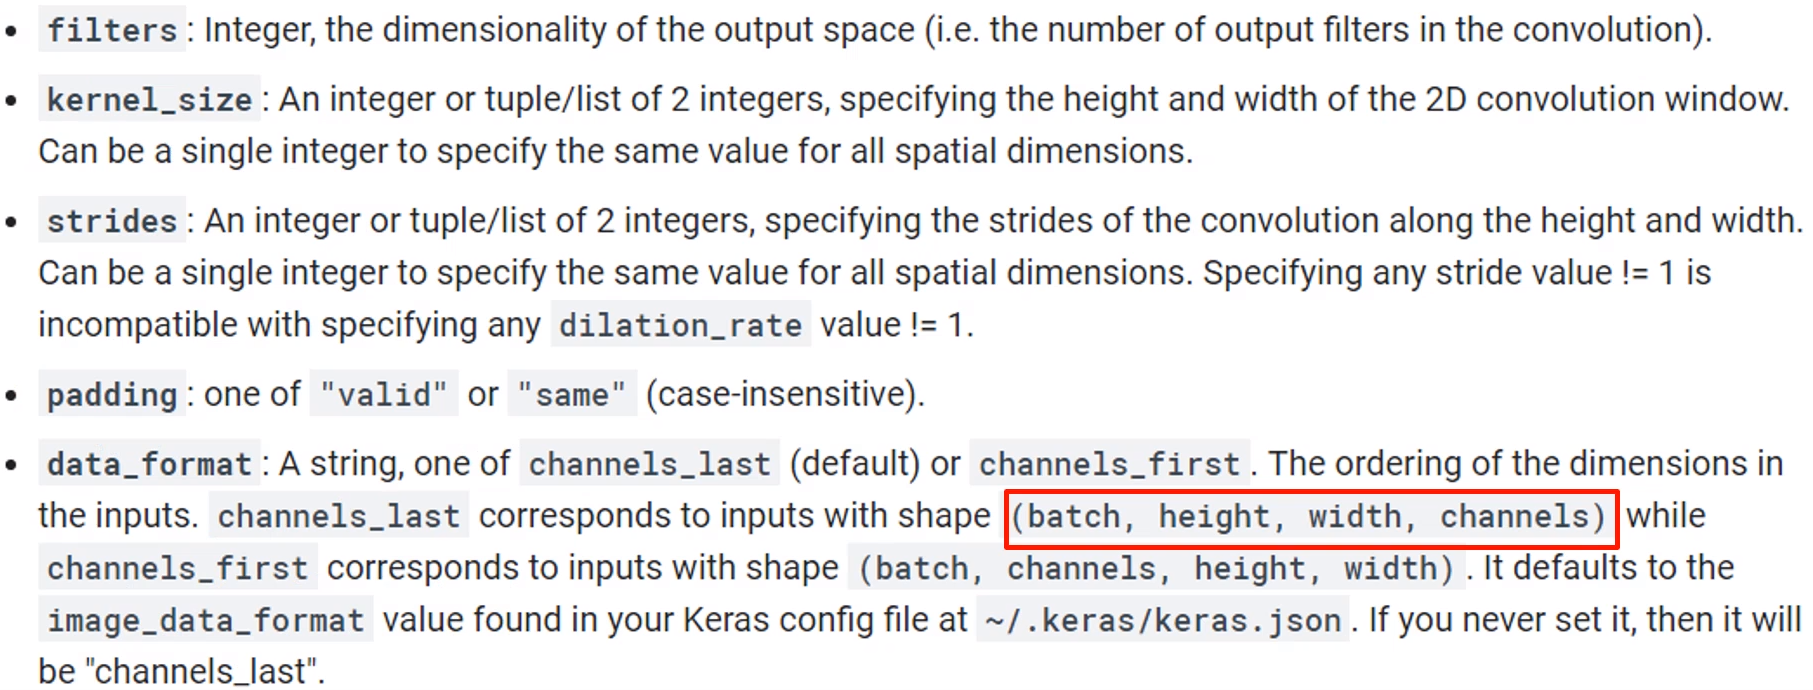 • filters: Integer, the dimensionality of the output space (i.e. the number of output filters in the convolution).
• kernel_size: An integer or tuple/list of 2 integers, specifying the height and width of the 2D convolution window.
Can be a single integer to specify the same value for all spatial dimensions.
• strides: An integer or tuple/list of 2 integers, specifying the strides of the convolution along the height and width.
Can be a single integer to specify the same value for all spatial dimensions. Specifying any stride value != 1 is
incompatible with specifying any dilation_rate value != 1.
• padding: one of "valid" or "same" (case-insensitive).
• data_format: A string, one of channels_last (default) or channels_first. The ordering of the dimensions in
the inputs. channels_last corresponds to inputs with shape (batch, height, width, channels) while
channels_first corresponds to inputs with shape (batch, channels, height, width). It defaults to the
image_data_format value found in your Keras config file at ~/.keras/keras.json. If you never set it, then it will
be "channels_last".